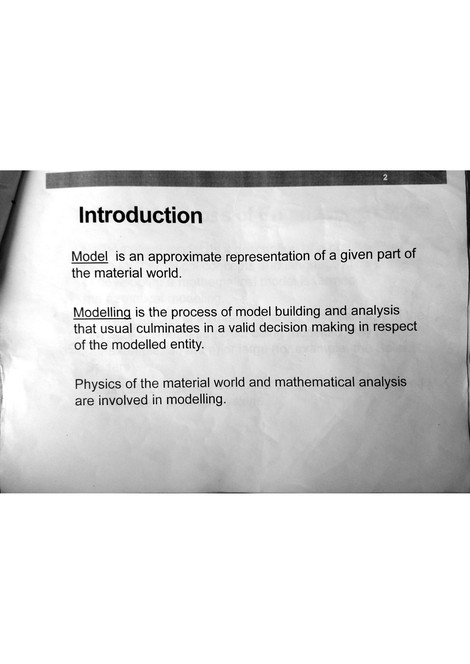 2
Introduction
Model is an approximate representation of a given part of
the material world.
Modelling is the process of model building and analysis
that usual culminates in a valid decision making in respect
of the modelled entity.
Physics of the material world and mathematical analysis
are involved in modelling.